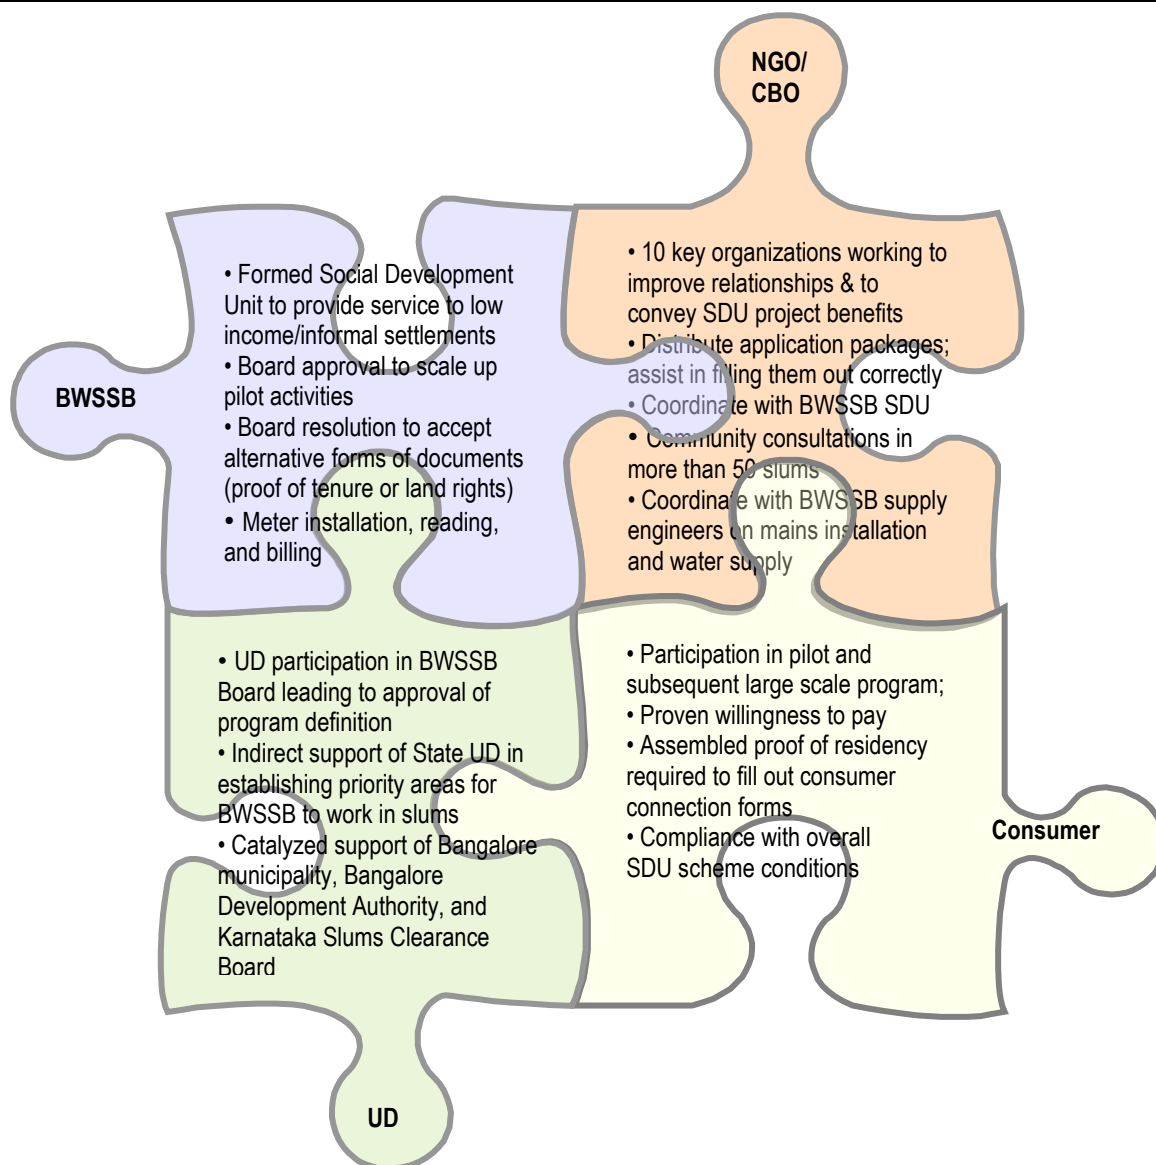 NGO/
CBO
BWSSB
• Formed Social Development
Unit to provide service to low
income/informal settlements
• Board approval to scale up
pilot activities
• Board resolution to accept
alternative forms of documents
(proof of tenure or land rights)
• Meter installation, reading,
and billing
• 10 key organizations working to
improve relationships & to
convey SDU project benefits
• Distribute application packages;
assist in filling them out correctly
• Coordinate with BWSSB SDU
• Community consultations in
more than 50 slums
• Coordinate with BWSSB supply
engineers on mains installation
and water supply
• UD participation in BWSSB
Board leading to approval of
program definition
• Indirect support of State UD in
establishing priority areas for
BWSSB to work in slums
• Catalyzed support of Bangalore
municipality, Bangalore
Development Authority, and
Karnataka Slums Clearance
Board
• Participation in pilot and
subsequent large scale program;
• Proven willingness to pay
• Assembled proof of residency
required to fill out consumer
connection forms
• Compliance with overall
SDU scheme conditions
Consumer
UD